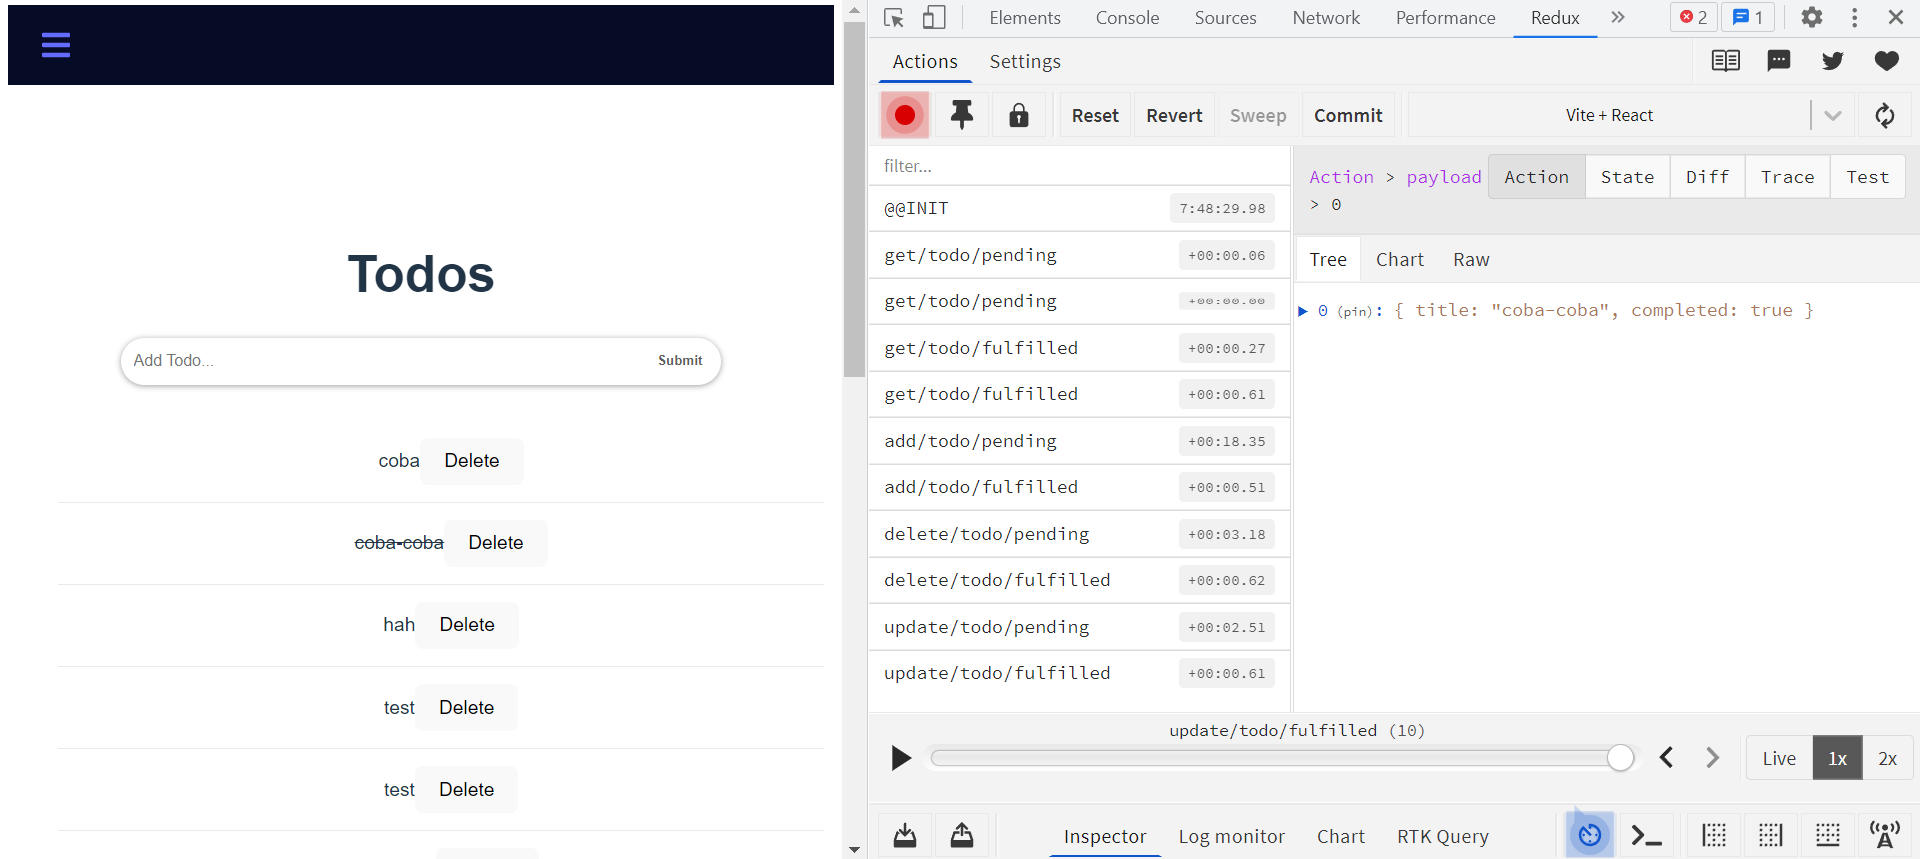 Todos
Add Todo...
Submit
coba
Delete
coba-coba
Delete
hah
Delete
test
Delete
test
Delete
Elements
Console
Sources
Network
Performance
Redux
2
1
Actions
Settings
Reset
Revert
Sweep
Commit
Vite + React
filter...
@@INIT
7:48:29.98
get/todo/pending
+00:00.06
get/todo/pending
+00:00.00
get/todo/fulfilled
+00:00.27
get/todo/fulfilled
+00:00.61
add/todo/pending
+00:18.35
add/todo/fulfilled
+00:00.51
delete/todo/pending
+00:03.18
delete/todo/fulfilled
+00:00.62
update/todo/pending
+00:02.51
update/todo/fulfilled
+00:00.61
Action > payload
> 0
Action
State
Diff
Trace
Test
Tree
Chart
Raw
0 (pin): { title: "coba-coba", completed: true }
update/todo/fulfilled (10)
Live
1x
2x
Inspector
Log monitor
Chart
RTK Query